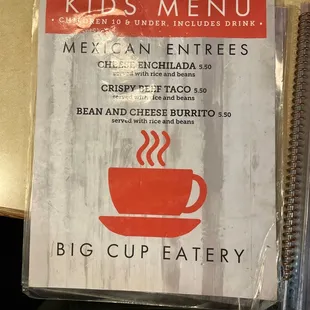 KIDS MENU
• CHILDREN 10 & UNDER, INCLUDES DRINK •
MEXICAN ENTREES
CHEESE ENCHILADA 5.50
served with rice and beans
CRISPY BEEF TACO 5.50
served with rice and beans
BEAN AND CHEESE BURRITO 5.50
served with rice and beans
BIG CUP EATERY